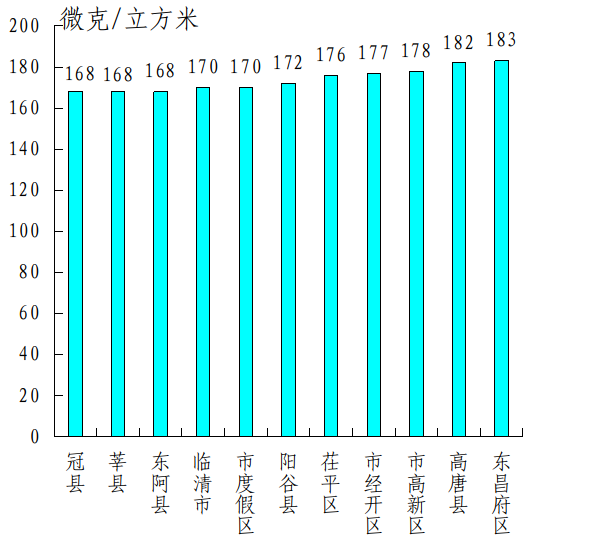 微克/立方米
200
180
160
140
120
100
80
60
40
20
0
168
168
168
170
170
172
176
177
178
182
183
冠县
莘县
东阿县
临清市
市度假区
阳谷县
茌平区
市经开区
市高新区
高唐县
东昌府区